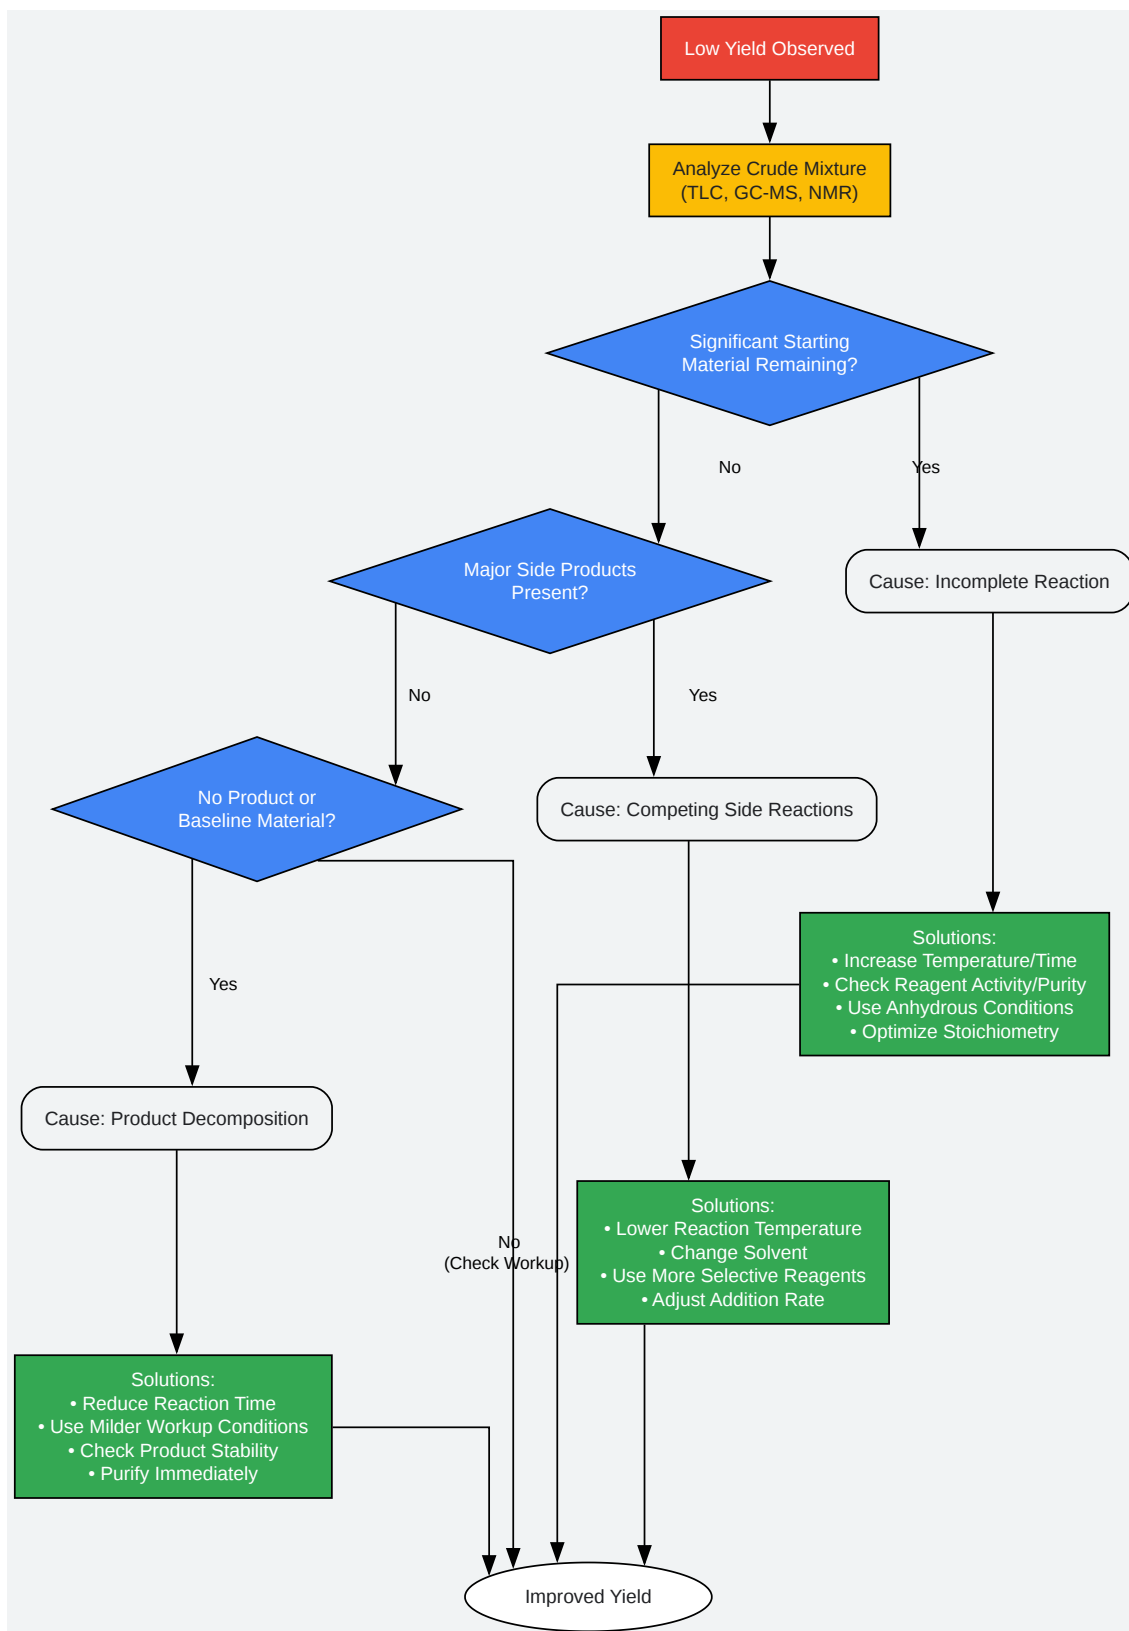 Low Yield Observed
Analyze Crude Mixture
(TLC, GC-MS, NMR)
Significant Starting
Material Remaining?
No
Yes
Major Side Products
Present?
Cause: Incomplete Reaction
No
Yes
No Product or
Baseline Material?
Cause: Competing Side Reactions
Solutions:
• Increase Temperature/Time
• Check Reagent Activity/Purity
• Use Anhydrous Conditions
• Optimize Stoichiometry
Yes
Cause: Product Decomposition
No
(Check Workup)
Solutions:
• Lower Reaction Temperature
• Change Solvent
• Use More Selective Reagents
• Adjust Addition Rate
Solutions:
• Reduce Reaction Time
• Use Milder Workup Conditions
• Check Product Stability
• Purify Immediately
Improved Yield